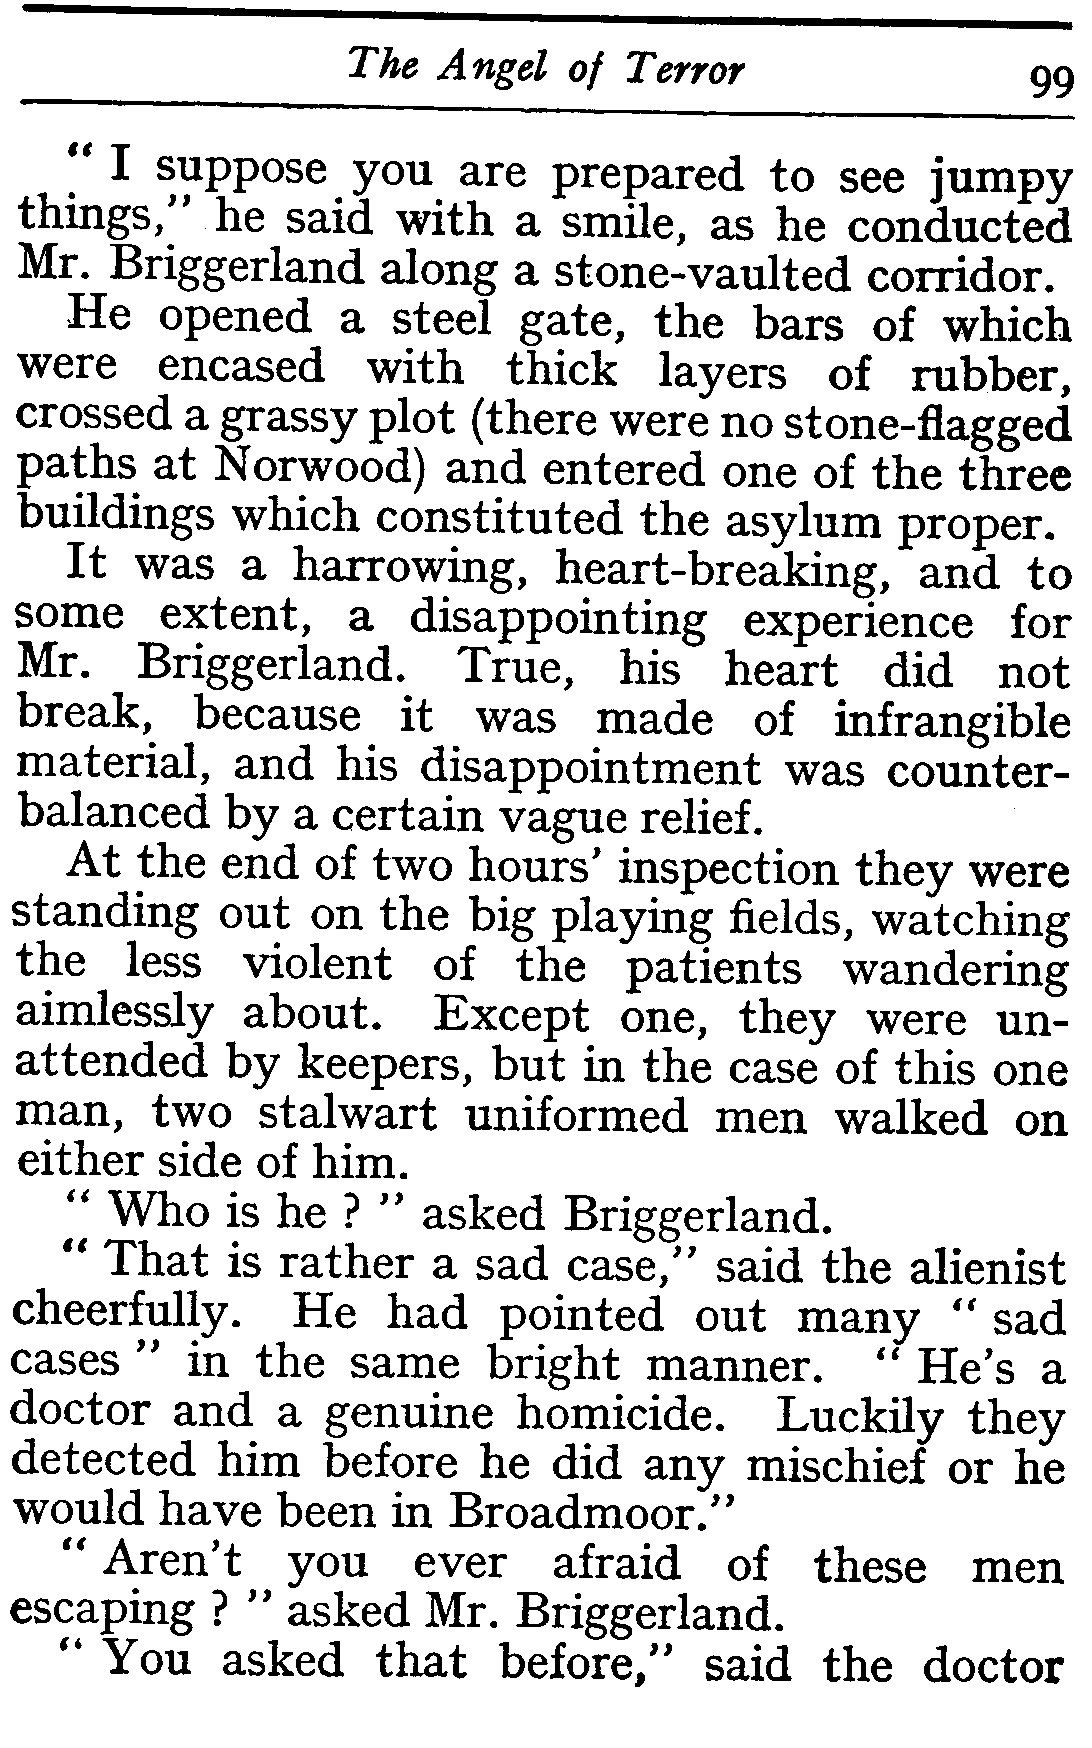 The Angel of Terror 99
“ I suppose you are prepared to see jumpy
things,” he said with a smile, as he conducted
Mr. Briggerland along a stone-vaulted corridor.
He opened a steel gate, the bars of which
were encased with thick layers of rubber,
crossed a grassy plot (there were no stone-flagged
paths at Norwood) and entered one of the three
buildings which constituted the asylum proper.
It was a harrowing, heart-breaking, and to
some extent, a disappointing experience for
Mr. Briggerland. True, his heart did not
break, because it was made of infrangible
material, and his disappointment was counter-
balanced by a certain vague relief.
At the end of two hours’ inspection they were
standing out on the big playing fields, watching
the less violent of the patients wandering
aimlessly about. Except one, they were un-
attended by keepers, but in the case of this one
man, two stalwart uniformed men walked on
either side of him.
“ Who is he ? ” asked Briggerland.
“ That is rather a sad case,” said the alienist
cheerfully. He had pointed out many “ sad
cases ” in the same bright manner. “ He’s a
doctor and a genuine homicide. Luckily they
detected him before he did any mischief or he
would have been in Broadmoor.”
“ Aren’t you ever afraid of these men
escaping ? ” asked Mr. Briggerland.
“ You asked that before,” said the doctor